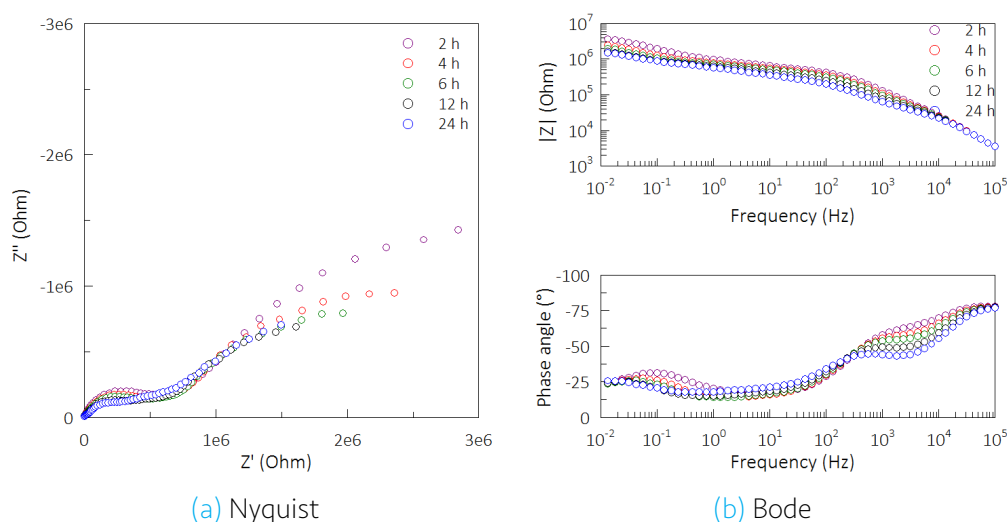 -3e6
-2e6
-1e6
0
Z'' (Ohm)
0
1e6
2e6
3e6
Z' (Ohm)
2 h
4 h
6 h
12 h
24 h
(a) Nyquist
10^7
10^6
10^5
10^4
10^3
|Z| (Ohm)
10^-2
10^-1
10^0
10^1
10^2
10^3
10^4
10^5
Frequency (Hz)
2 h
4 h
6 h
12 h
24 h
-100
-75
-50
-25
0
Phase angle (°)
10^-2
10^-1
10^0
10^1
10^2
10^3
10^4
10^5
Frequency (Hz)
(b) Bode